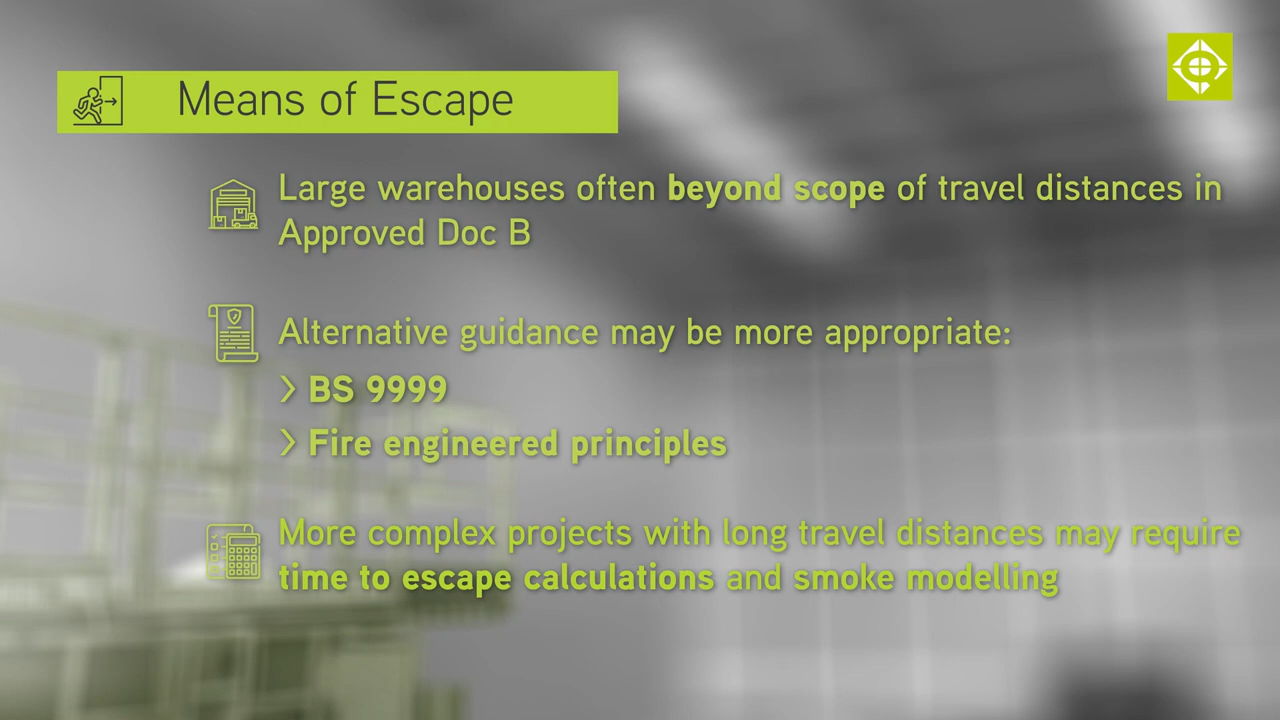 Means of Escape
Large warehouses often beyond scope of travel distances in
Approved Doc B
Alternative guidance may be more appropriate:
> BS 9999
> Fire engineered principles
More complex projects with long travel distances may require
time to escape calculations and smoke modelling